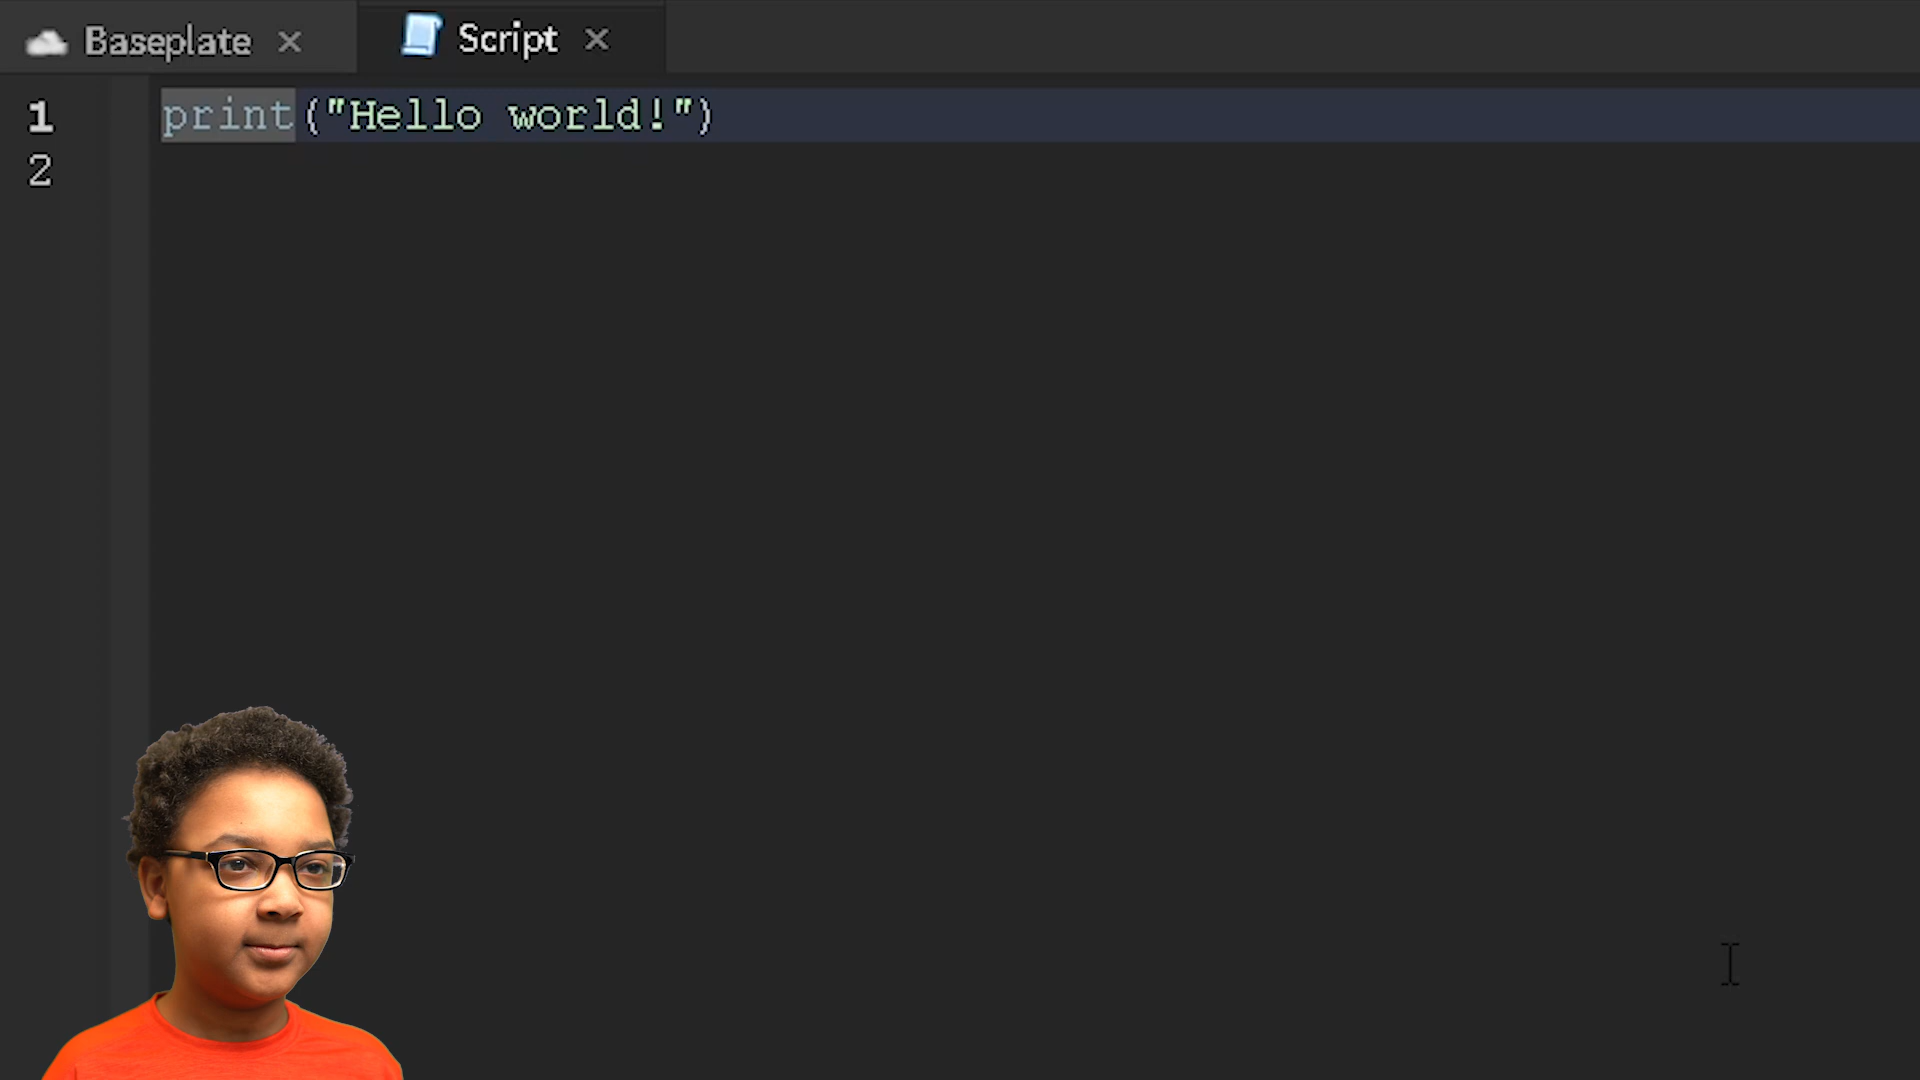 Baseplate × Script ×
1 print("Hello world!")
2